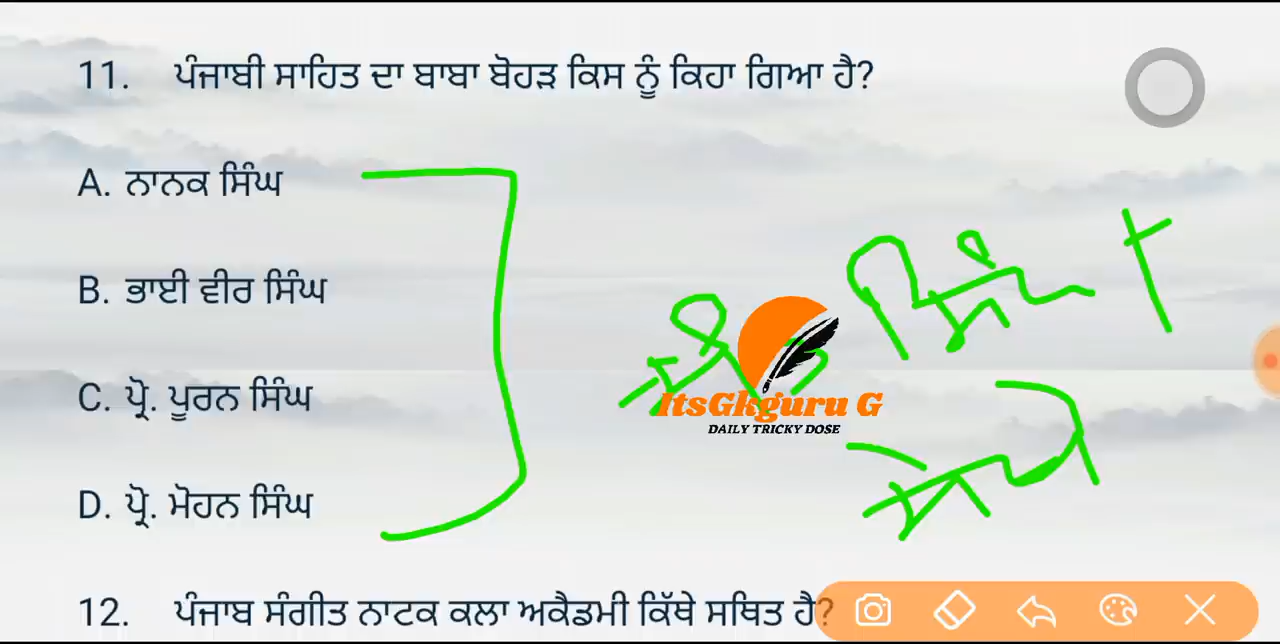 11. ਪੰਜਾਬੀ ਸਾਹਿਤ ਦਾ ਬਾਬਾ ਬੋਹੜ ਕਿਸ ਨੂੰ ਕਿਹਾ ਗਿਆ ਹੈ?
A. ਨਾਨਕ ਸਿੰਘ
B. ਭਾਈ ਵੀਰ ਸਿੰਘ
C. ਪ੍ਰੋ. ਪੂਰਨ ਸਿੰਘ
D. ਪ੍ਰੋ. ਮੋਹਨ ਸਿੰਘ
ItsGkguru G
DAILY TRICKY DOSE
12. ਪੰਜਾਬ ਸੰਗੀਤ ਨਾਟਕ ਕਲਾ ਅਕੈਡਮੀ ਕਿੱਥੇ ਸਥਿਤ ਹੈ?